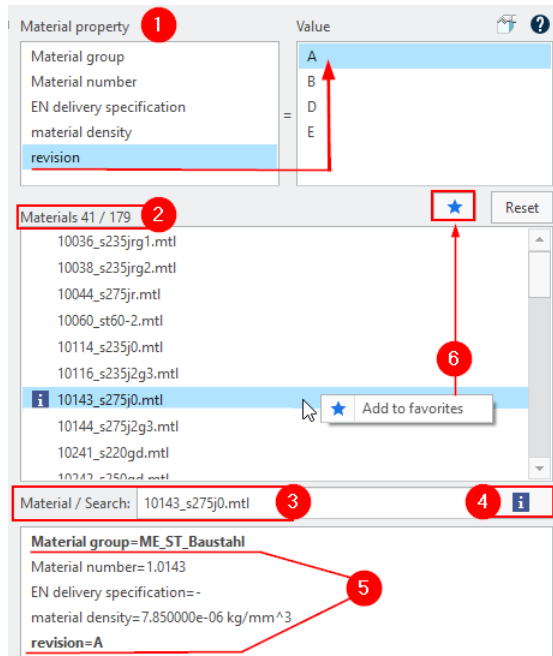 Material property 1 Value
Material group
Material number
EN delivery specification
material density
revision
=
A
B
D
E
Materials 41 / 179 2 Reset
10036_s235jrg1.mtl
10038_s235jrg2.mtl
10044_s275jr.mtl
10060_st60-2.mtl
10114_s235j0.mtl
10116_s235j2g3.mtl
6
10143_s275j0.mtl
Add to favorites
10144_s275j2g3.mtl
10241_s220gd.mtl
10242_s250gd.mtl
Material / Search: 10143_s275j0.mtl 3 4
Material group=ME_ST_Baustahl
Material number=1.0143
EN delivery specification=-
5
material density=7.850000e-06 kg/mm^3
revision=A